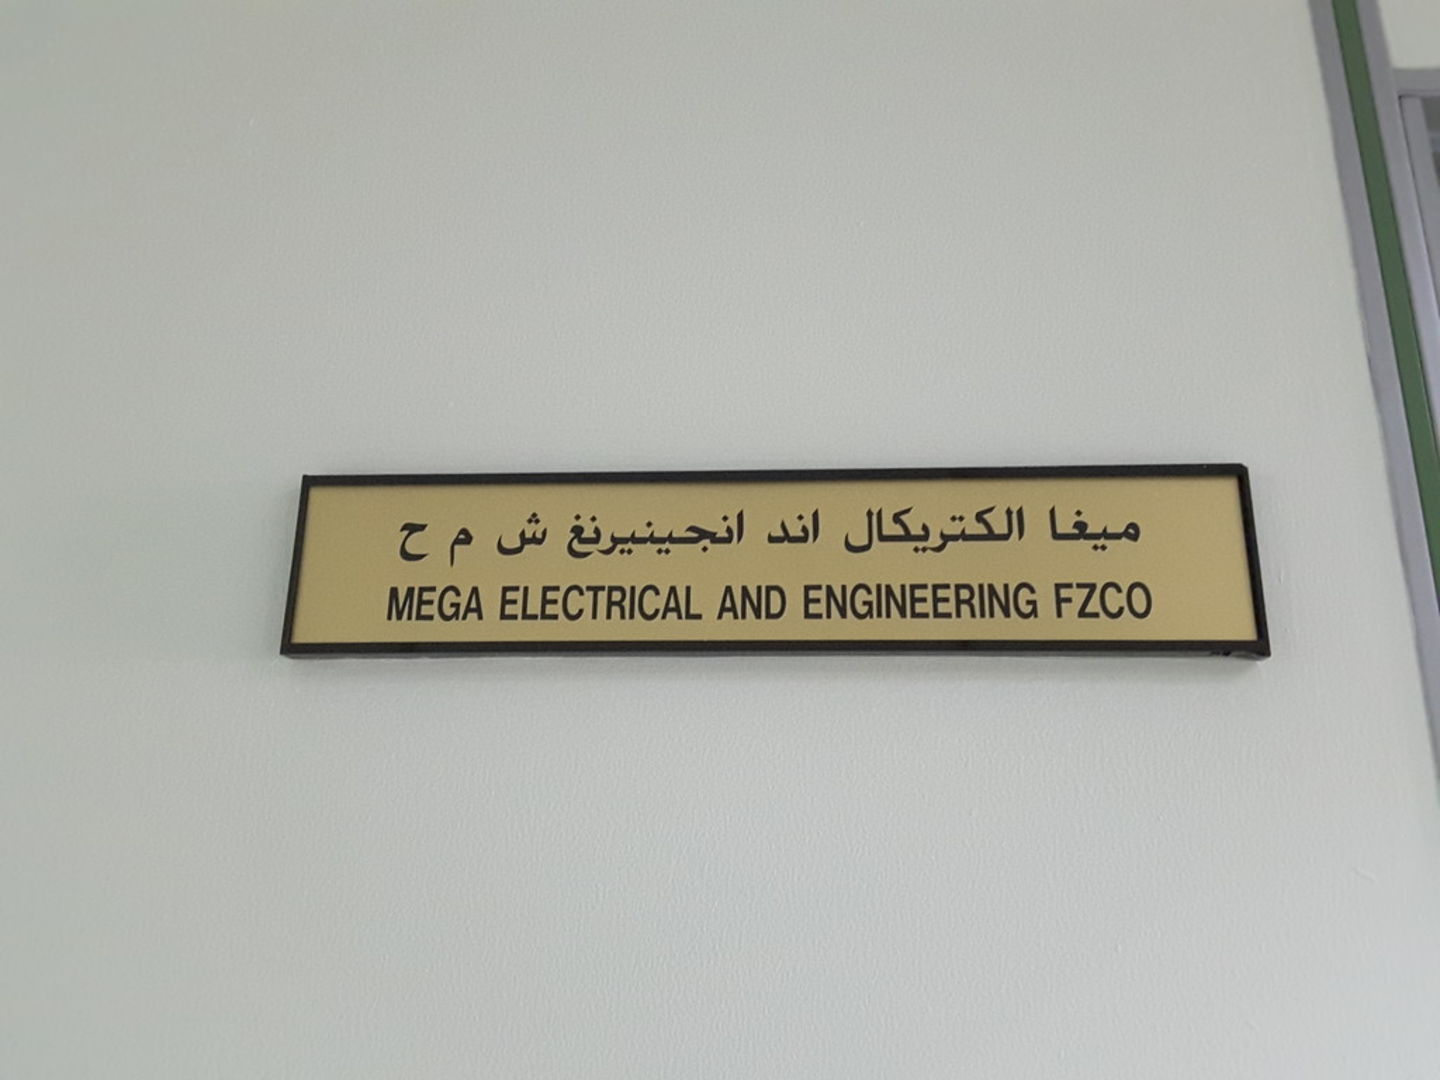 ميغا الكتريكال اند انجينيرنغ ش م ح
MEGA ELECTRICAL AND ENGINEERING FZCO